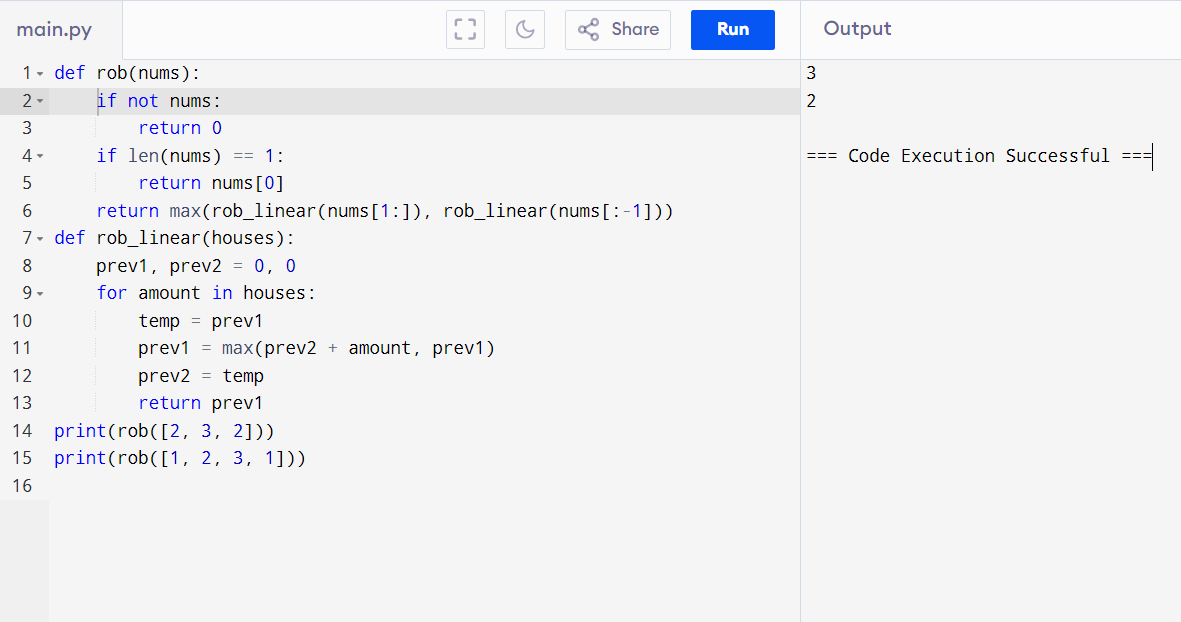 main.py
Share
Run
Output
1 def rob(nums):
2     if not nums:
3         return 0
4     if len(nums) == 1:
5         return nums[0]
6     return max(rob_linear(nums[1:]), rob_linear(nums[:-1]))
7 def rob_linear(houses):
8     prev1, prev2 = 0, 0
9     for amount in houses:
10         temp = prev1
11         prev1 = max(prev2 + amount, prev1)
12         prev2 = temp
13         return prev1
14 print(rob([2, 3, 2]))
15 print(rob([1, 2, 3, 1]))
16
3
2
=== Code Execution Successful ===